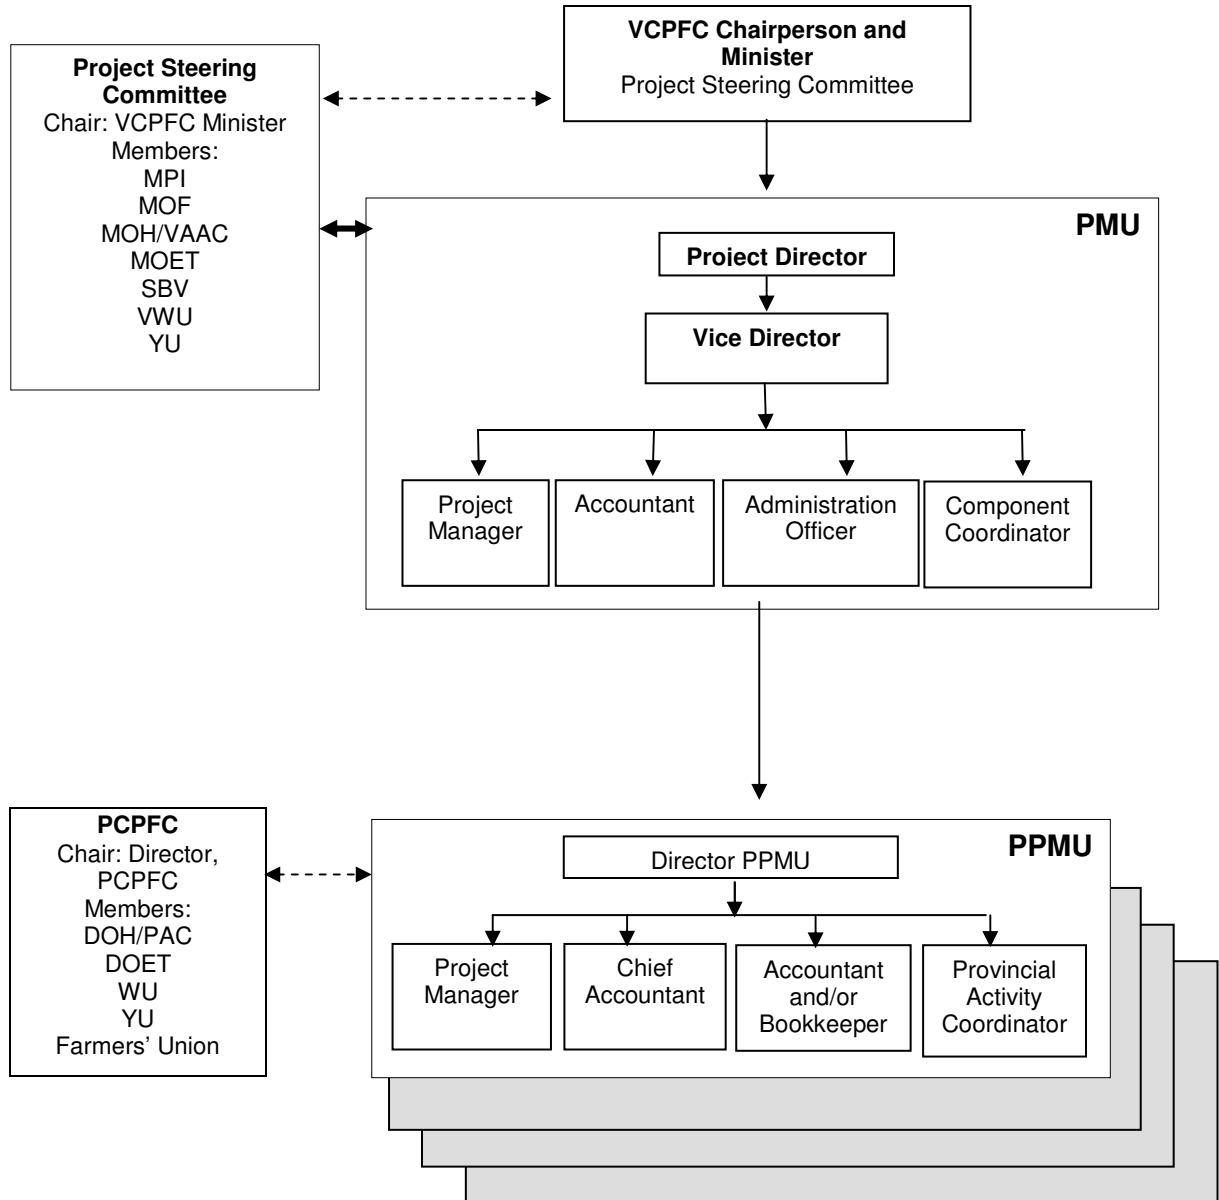 VCPFC Chairperson and
Minister
Project Steering Committee
Project Steering
Committee
Chair: VCPFC Minister
Members:
MPI
MOF
MOH/VAAC
MOET
SBV
VWU
YU
PMU
Project Director
Vice Director
Project
Manager
Accountant
Administration
Officer
Component
Coordinator
PCPFC
Chair: Director,
PCPFC
Members:
DOH/PAC
DOET
WU
YU
Farmers’ Union
PPMU
Director PPMU
Project
Manager
Chief
Accountant
Accountant
and/or
Bookkeeper
Provincial
Activity
Coordinator